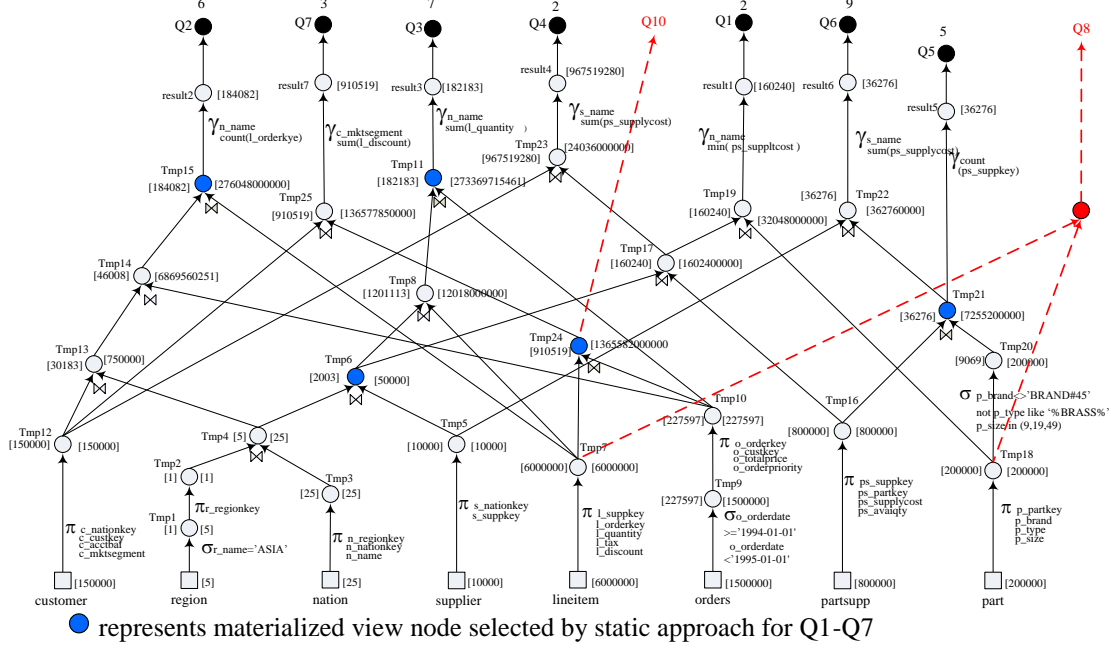 6 3 7 2 2 9
Q2 Q7 Q3 Q4 Q10 Q1 Q6 5 Q8
Q5
result2 [184082] result7 [910519] result3 [182183] result4 [967519280] result1 [160240] result6 [36276]
result5 [36276]
γn_name count(l_orderkye)
γc_mktsegment sum(l_discount)
γn_name sum(l_quantity )
γs_name sum(ps_supplycost)
γn_name min( ps_suppltcost )
γs_name sum(ps_supplycost)
γcount (ps_suppkey)
Tmp15 [184082] [276048000000]
Tmp25 [910519] [136577850000]
Tmp11 [182183] [273369715461]
Tmp23 [967519280] [24036000000]
Tmp19 [160240] [32048000000]
Tmp22 [36276] [362760000]
Tmp14 [46008] [6869560251]
Tmp8 [1201113] [12018000000]
Tmp17 [160240] [1602400000]
Tmp21 [36276] [7255200000]
Tmp13 [30183] [750000]
Tmp6 [2003] [50000]
Tmp24 [910519] [1365582000000
Tmp20 [9069] [200000]
σ p_brand<>'BRAND#45'
not p_type like '%BRASS%'
p_size in (9,19,49)
Tmp12 [150000] [150000]
Tmp4 [5] [25]
Tmp5 [10000] [10000]
Tmp7 [6000000] [6000000]
Tmp10 [227597] [227597]
Tmp16 [800000] [800000]
Tmp18 [200000] [200000]
Tmp2 [1] [1]
Tmp3 [25] [25]
πr_regionkey
π o_orderkey
o_custkey
o_totalprice
o_orderpriority
Tmp9 [227597] [1500000]
Tmp1 [1] [5]
π c_nationkey
c_custkey
c_acctbal
c_mktsegment
σr_name='ASIA'
π n_regionkey
n_nationkey
n_name
π s_nationkey
s_suppkey
π l_suppkey
l_orderkey
l_quantity
l_tax
l_discount
σo_orderdate
>='1994-01-01'
o_orderdate
<'1995-01-01'
π ps_suppkey
ps_partkey
ps_supplycost
ps_avaiqty
π p_partkey
p_brand
p_type
p_size
[150000] [5] [25] [10000] [6000000] [1500000] [800000] [200000]
customer region nation supplier lineitem orders partsupp part
represents materialized view node selected by static approach for Q1-Q7